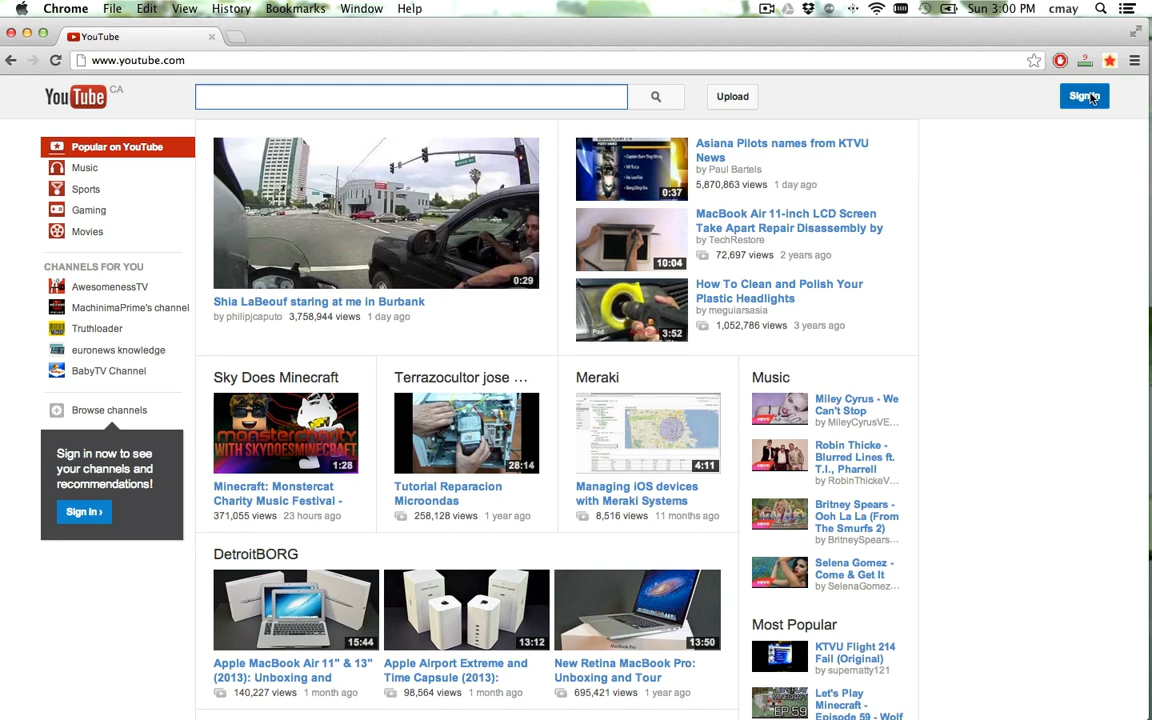 Chrome File Edit View History Bookmarks Window Help Sun 3:00 PM cmay
YouTube
www.youtube.com
9
YouTube CA
Upload
Sign In
Popular on YouTube
Music
Sports
Gaming
Movies
CHANNELS FOR YOU
AwesomenessTV
MachinimaPrime's channel
Truthloader
euronews knowledge
BabyTV Channel
Browse channels
Sign in now to see
your channels and
recommendations!
Sign In ›
0:29
Shia LaBeouf staring at me in Burbank
by philipjcaputo 3,758,944 views 1 day ago
0:37
Asiana Pilots names from KTVU
News
by Paul Bartels
5,870,863 views 1 day ago
10:04
MacBook Air 11-inch LCD Screen
Take Apart Repair Disassembly by
by TechRestore
72,697 views 2 years ago
Pad
3:52
How To Clean and Polish Your
Plastic Headlights
by meguiarsasia
1,052,786 views 3 years ago
Sky Does Minecraft
monstercharity
WITH SKYDOESMINECRAFT
1:28
Minecraft: Monstercat
Charity Music Festival -
371,055 views 23 hours ago
Terrazocultor jose ...
28:14
Tutorial Reparacion
Microondas
258,128 views 1 year ago
Meraki
4:11
Managing iOS devices
with Meraki Systems
8,516 views 11 months ago
Music
Miley Cyrus - We
Can't Stop
by MileyCyrusVE...
Robin Thicke -
Blurred Lines ft.
T.I., Pharrell
by RobinThickeV...
Britney Spears -
Ooh La La (From
The Smurfs 2)
by BritneySpears...
Selena Gomez -
Come & Get It
by SelenaGomez...
DetroitBORG
15:44
Apple MacBook Air 11" & 13"
(2013): Unboxing and
140,227 views 1 month ago
13:12
Apple Airport Extreme and
Time Capsule (2013):
98,564 views 1 month ago
13:50
New Retina MacBook Pro:
Unboxing and Tour
695,421 views 1 year ago
Most Popular
KTVU Flight 214
Fail (Original)
by supernatty121
EP 59
Let's Play
Minecraft -
Episode 59 - Wolf